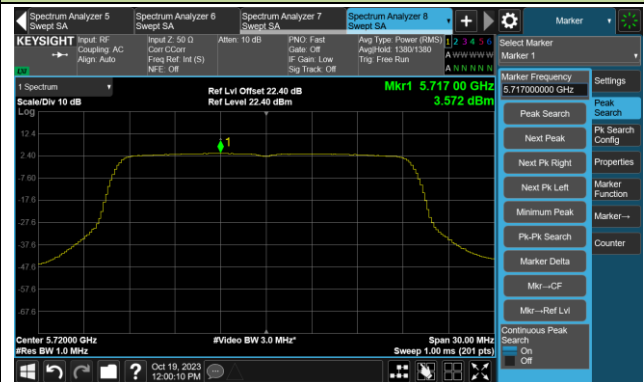 Spectrum Analyzer 5
Swept SA
Spectrum Analyzer 6
Swept SA
Spectrum Analyzer 7
Swept SA
Spectrum Analyzer 8
Swept SA
Marker
KEYSIGHT
Input: RF
Coupling: AC
Align: Auto
Input Z: 50 Ω
Corr CCorr
Freq Ref: Int (S)
NFE: Off
Atten: 10 dB
PNO: Fast
Gate: Off
IF Gain: Low
Sig Track: Off
Avg Type: Power (RMS)
Avg|Hold: 1380/1380
Trig: Free Run
1 2 3 4 5 6
A W W W W W
A N N N N N
LXI
Select Marker
Marker 1
1 Spectrum
Scale/Div 10 dB
Log
Ref Lvl Offset 22.40 dB
Ref Level 22.40 dBm
Mkr1 5.717 00 GHz
3.572 dBm
12.4
2.40
-7.60
-17.6
-27.6
-37.6
-47.6
-57.6
-67.6
1
Center 5.72000 GHz
#Res BW 1.0 MHz
#Video BW 3.0 MHz*
Span 30.00 MHz
Sweep 1.00 ms (201 pts)
Marker Frequency
5.717000000 GHz
Peak Search
Next Peak
Next Pk Right
Next Pk Left
Minimum Peak
Pk-Pk Search
Marker Delta
Mkr→CF
Mkr→Ref Lvl
Continuous Peak
Search
On
Off
Settings
Peak
Search
Pk Search
Config
Properties
Marker
Function
Marker→
Counter
?
Oct 19, 2023
12:00:10 PM